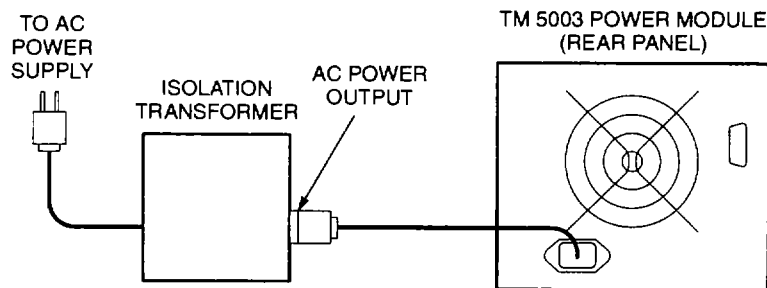 TO AC
POWER
SUPPLY
ISOLATION
TRANSFORMER
AC POWER
OUTPUT
TM 5003 POWER MODULE
(REAR PANEL)